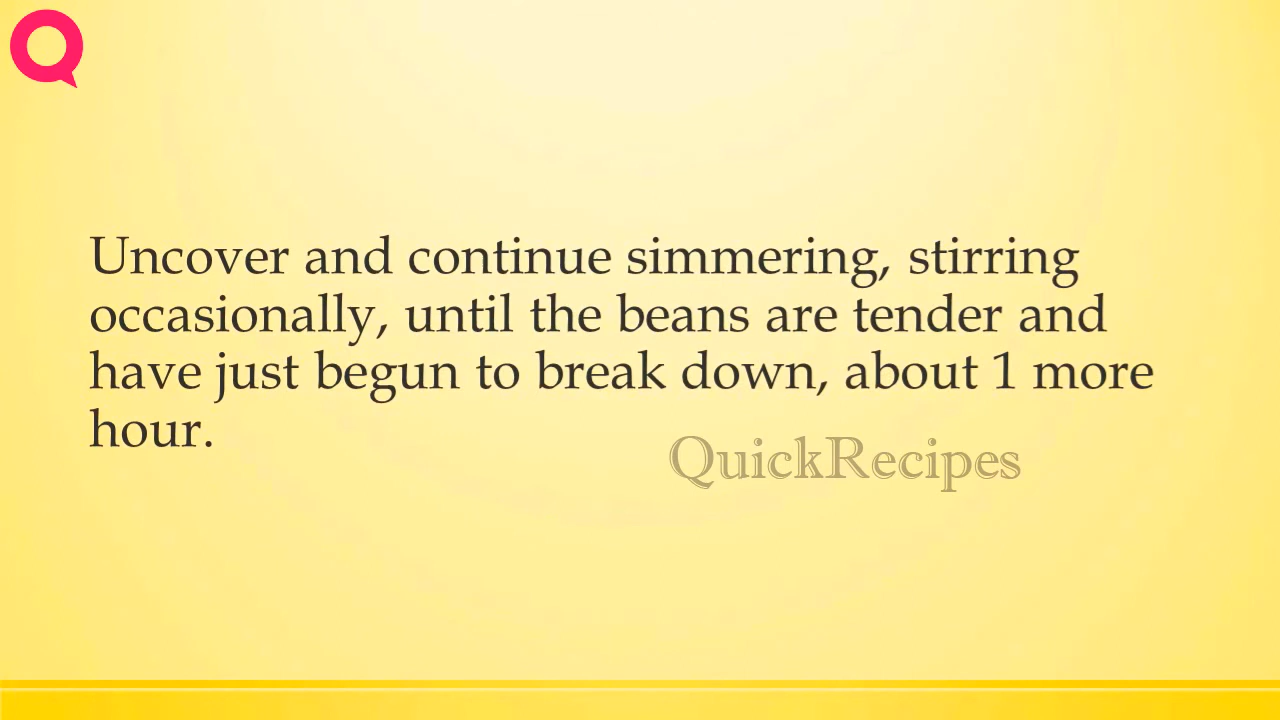 Uncover and continue simmering, stirring
occasionally, until the beans are tender and
have just begun to break down, about 1 more
hour.
QuickRecipes